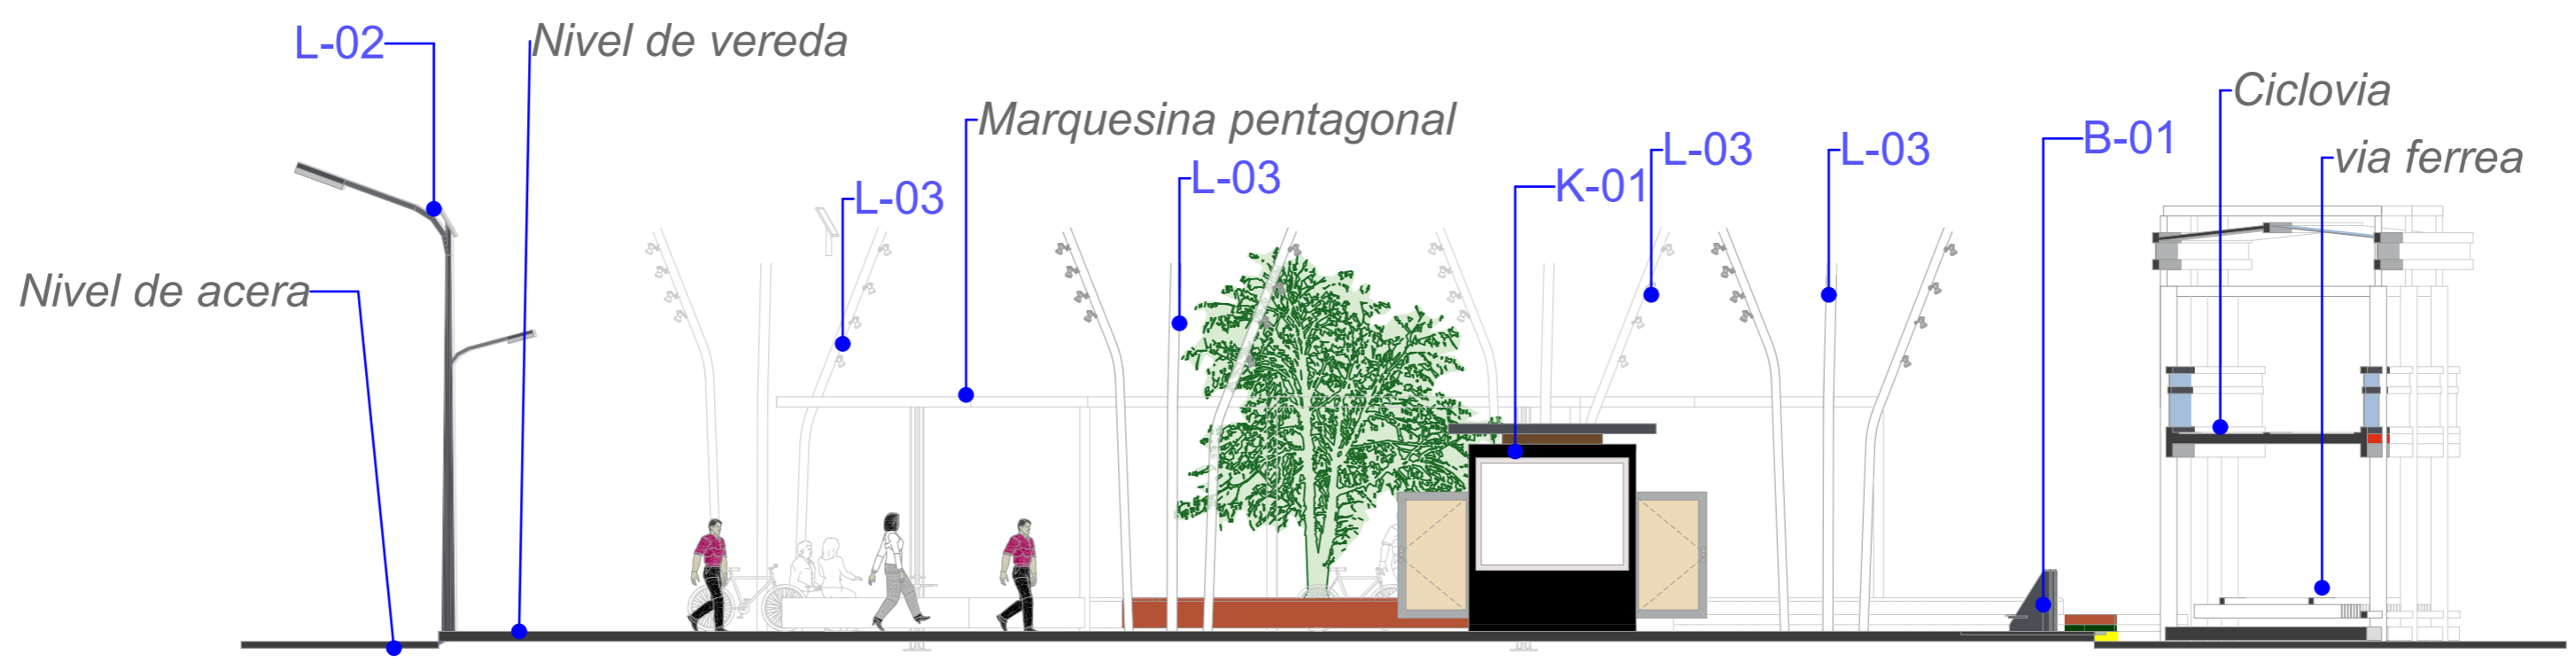 L-02
Nivel de vereda
Nivel de acera
L-03
Marquesina pentagonal
L-03
K-01
L-03
L-03
B-01
Ciclovia
via ferrea